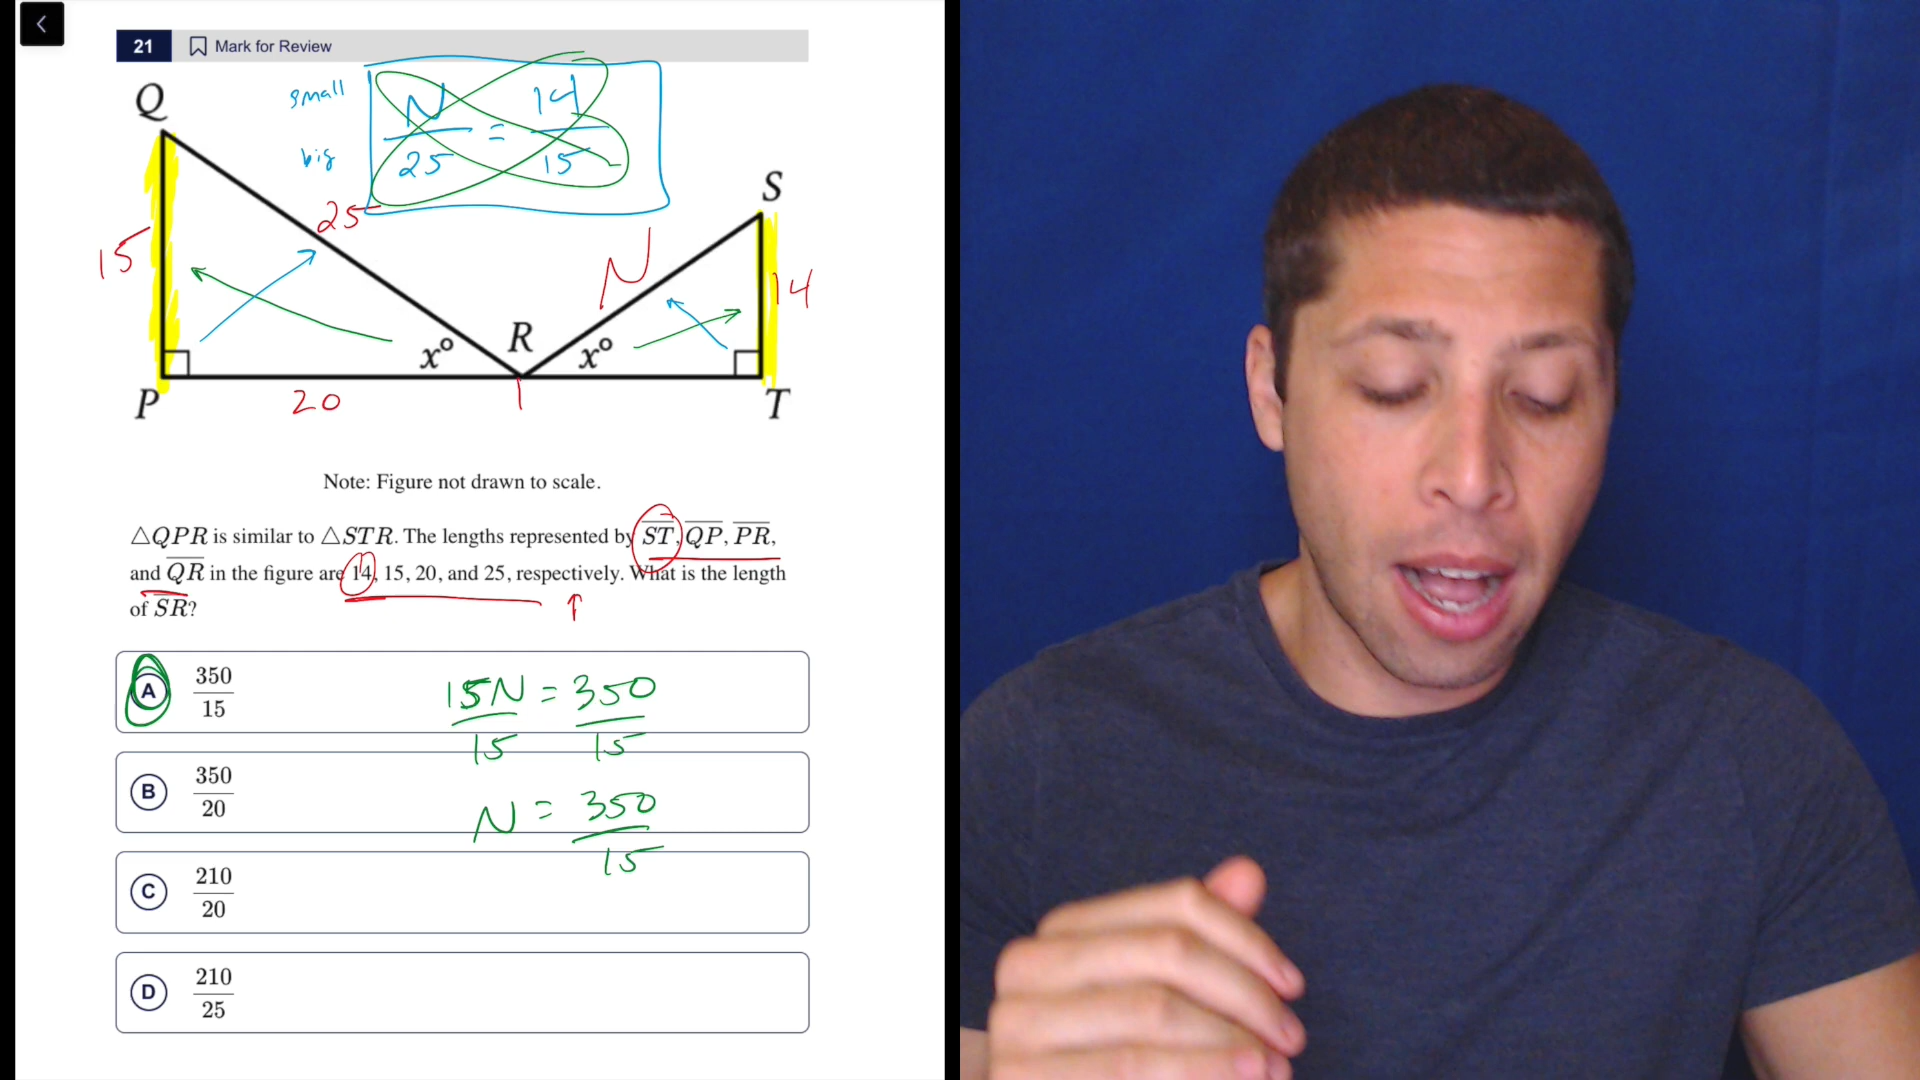 21 Mark for Review
Q
small N = 14
big 25 15
25
S
15
N
14
x° R x°
P 20 T
Note: Figure not drawn to scale.
△QPR is similar to △STR. The lengths represented by ST, QP, PR,
and QR in the figure are 14, 15, 20, and 25, respectively. What is the length
of SR?
A 350/15
15N = 350
15 15
B 350/20
N = 350
15
C 210/20
D 210/25